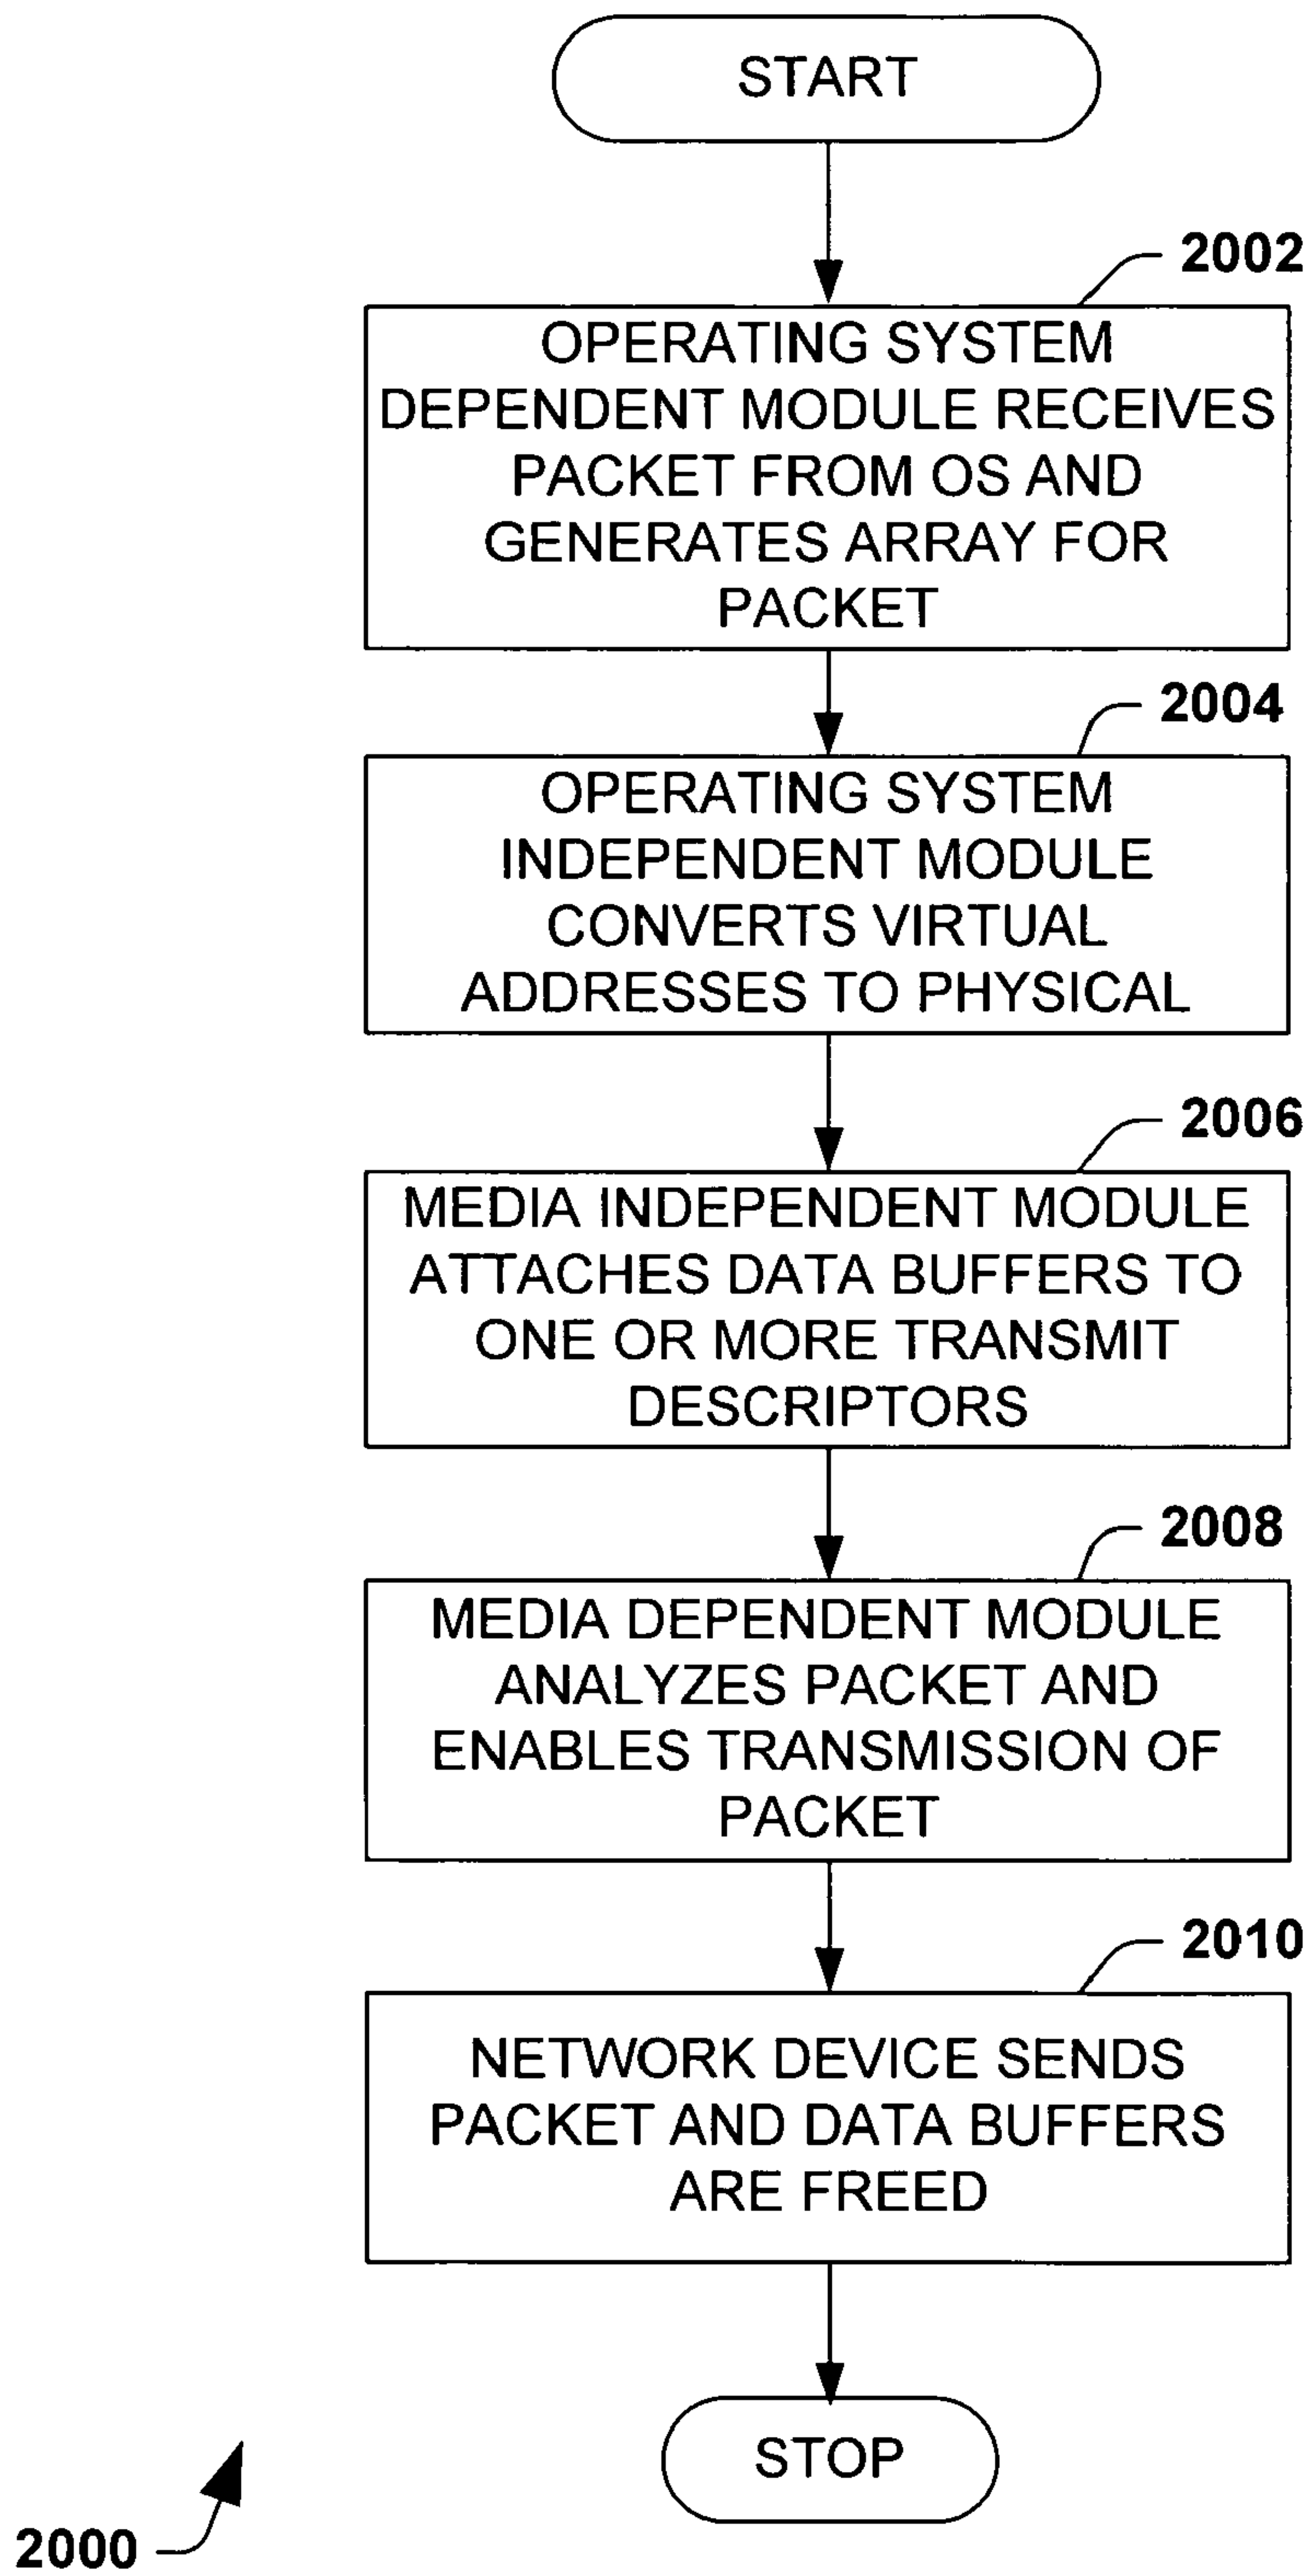 START
2002
OPERATING SYSTEM
DEPENDENT MODULE RECEIVES
PACKET FROM OS AND
GENERATES ARRAY FOR
PACKET
2004
OPERATING SYSTEM
INDEPENDENT MODULE
CONVERTS VIRTUAL
ADDRESSES TO PHYSICAL
2006
MEDIA INDEPENDENT MODULE
ATTACHES DATA BUFFERS TO
ONE OR MORE TRANSMIT
DESCRIPTORS
2008
MEDIA DEPENDENT MODULE
ANALYZES PACKET AND
ENABLES TRANSMISSION OF
PACKET
2010
NETWORK DEVICE SENDS
PACKET AND DATA BUFFERS
ARE FREED
STOP
2000